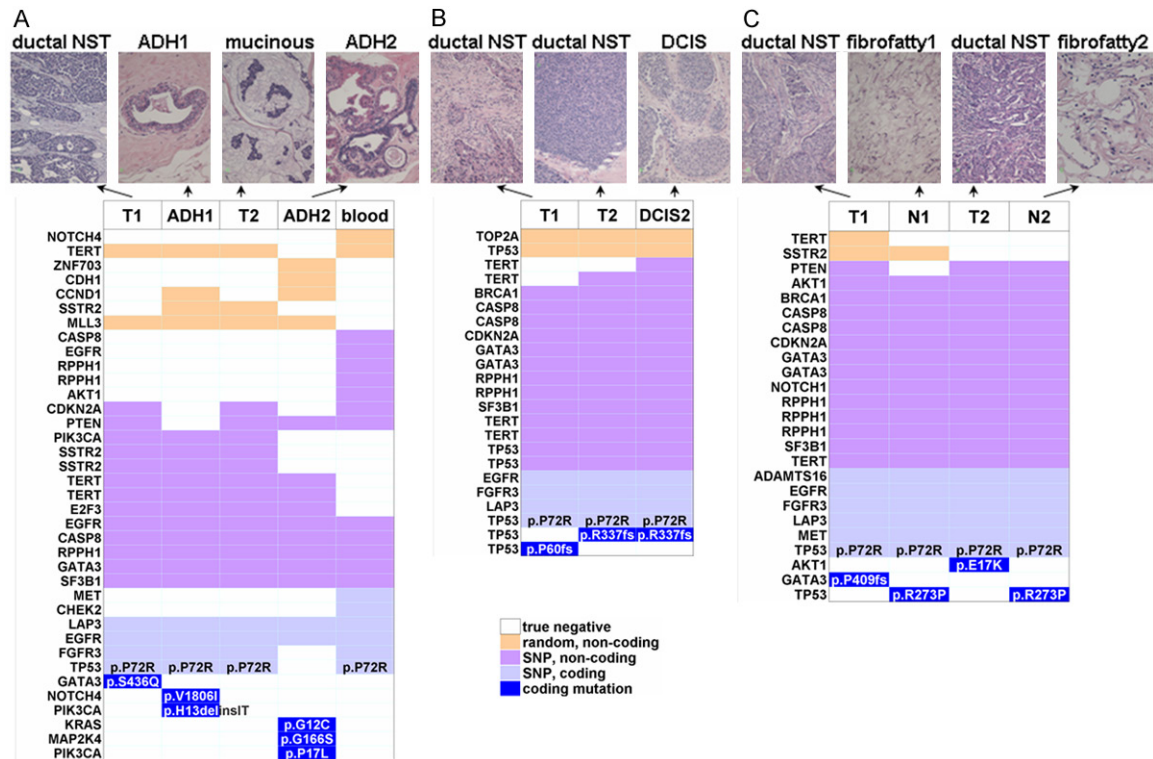 A
B
C
ductal NST ADH1 mucinous ADH2
ductal NST ductal NST DCIS
ductal NST fibrofatty1 ductal NST fibrofatty2
T1 ADH1 T2 ADH2 blood
NOTCH4
TERT
ZNF703
CDH1
CCND1
SSTR2
MLL3
CASP8
EGFR
RPPH1
RPPH1
AKT1
CDKN2A
PTEN
PIK3CA
SSTR2
SSTR2
TERT
TERT
E2F3
EGFR
CASP8
RPPH1
GATA3
SF3B1
MET
CHEK2
LAP3
EGFR
FGFR3
TP53 p.P72R p.P72R p.P72R p.P72R
GATA3 p.S436Q
NOTCH4 p.V1806I
PIK3CA p.H13delinsIT
KRAS p.G12C
MAP2K4 p.G166S
PIK3CA p.P17L
T1 T2 DCIS2
TOP2A
TP53
TERT
TERT
BRCA1
CASP8
CASP8
CDKN2A
GATA3
GATA3
RPPH1
RPPH1
SF3B1
TERT
TERT
TP53
TP53
EGFR
FGFR3
LAP3
TP53 p.P72R p.P72R p.P72R
TP53 p.R337fs p.R337fs
TP53 p.P60fs
T1 N1 T2 N2
TERT
SSTR2
PTEN
AKT1
BRCA1
CASP8
CASP8
CDKN2A
GATA3
GATA3
NOTCH1
RPPH1
RPPH1
RPPH1
SF3B1
TERT
ADAMTS16
EGFR
FGFR3
LAP3
MET
TP53 p.P72R p.P72R p.P72R p.P72R
AKT1 p.E17K
GATA3 p.P409fs
TP53 p.R273P p.R273P
true negative
random, non-coding
SNP, non-coding
SNP, coding
coding mutation